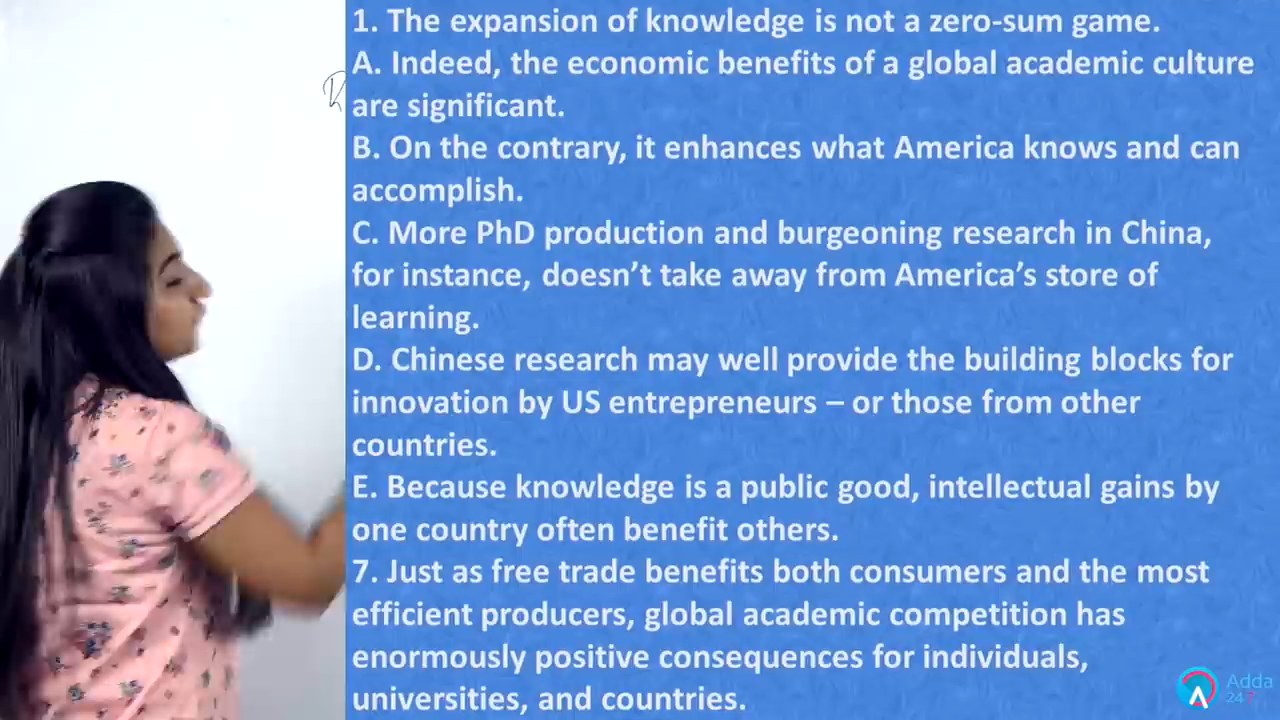 1. The expansion of knowledge is not a zero-sum game.
A. Indeed, the economic benefits of a global academic culture
are significant.
B. On the contrary, it enhances what America knows and can
accomplish.
C. More PhD production and burgeoning research in China,
for instance, doesn’t take away from America’s store of
learning.
D. Chinese research may well provide the building blocks for
innovation by US entrepreneurs – or those from other
countries.
E. Because knowledge is a public good, intellectual gains by
one country often benefit others.
7. Just as free trade benefits both consumers and the most
efficient producers, global academic competition has
enormously positive consequences for individuals,
universities, and countries.
Adda
247